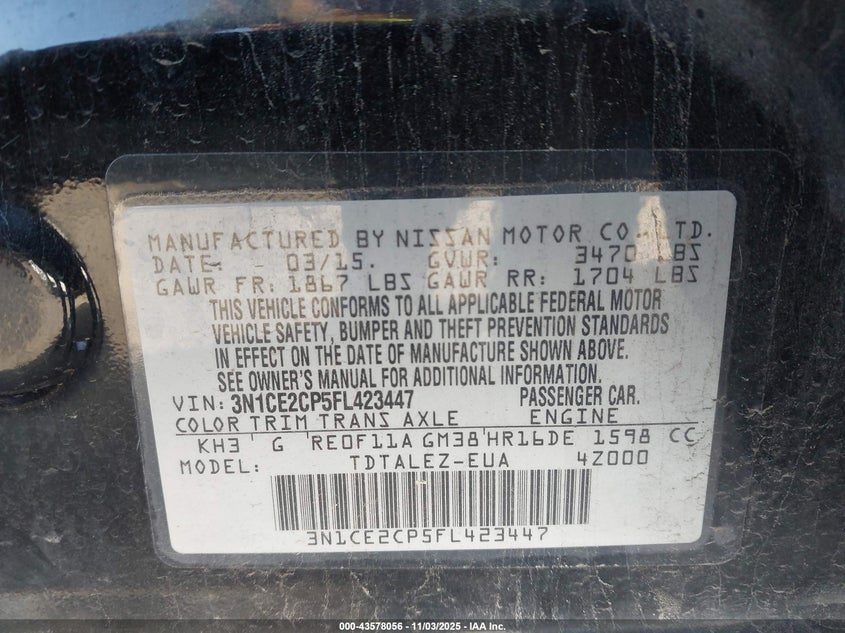 MANUFACTURED BY NISSAN MOTOR CO., LTD.
DATE: 03/15. GVWR: 3470 LBS
GAWR FR: 1867 LBS GAWR RR: 1704 LBS
THIS VEHICLE CONFORMS TO ALL APPLICABLE FEDERAL MOTOR
VEHICLE SAFETY, BUMPER AND THEFT PREVENTION STANDARDS
IN EFFECT ON THE DATE OF MANUFACTURE SHOWN ABOVE.
SEE OWNER'S MANUAL FOR ADDITIONAL INFORMATION.
VIN: 3N1CE2CP5FL423447 PASSENGER CAR.
COLOR TRIM TRANS AXLE ENGINE
KH3 G RE0F11A GM38 HR16DE 1598 CC
MODEL: TDTALEZ-EUA 4Z000
3N1CE2CP5FL423447
000-43578056 - 11/03/2025 - IAA Inc.